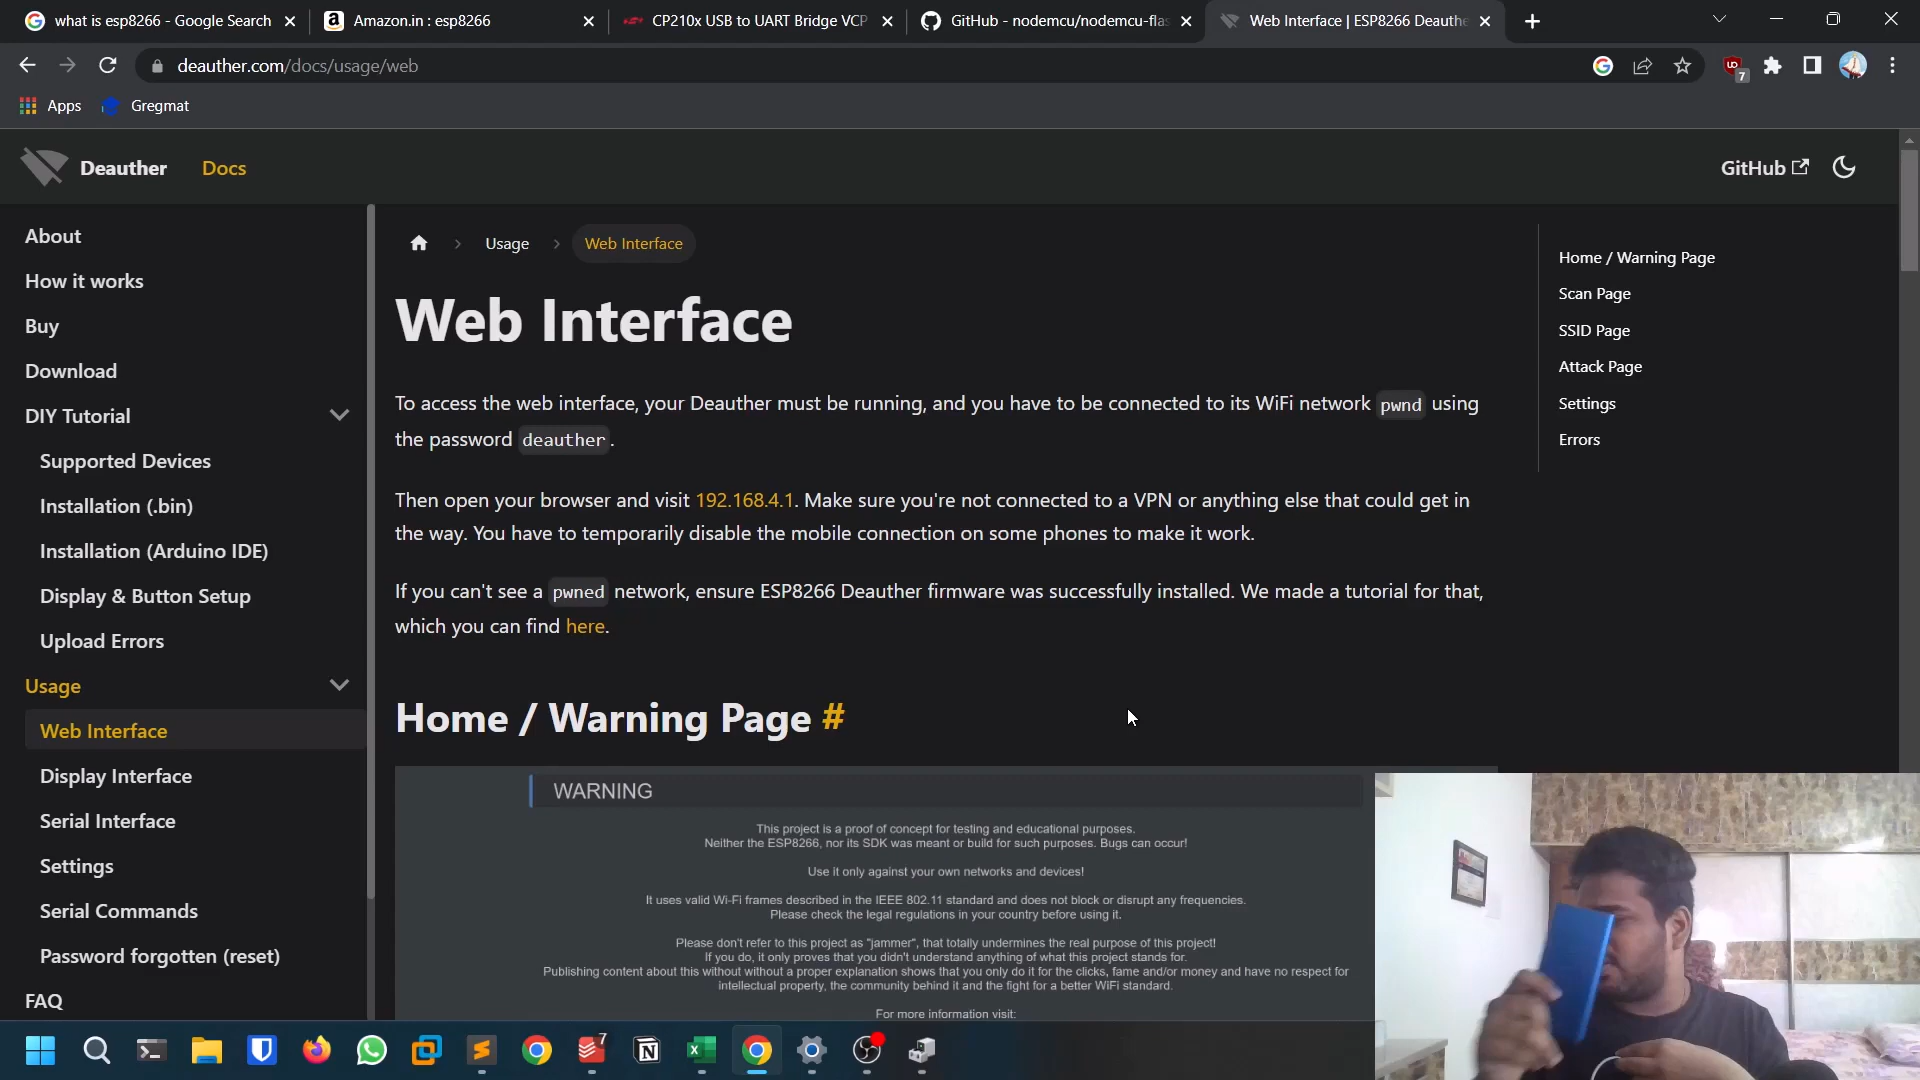 what is esp8266 - Google Search
Amazon.in : esp8266
CP210x USB to UART Bridge VCP
GitHub - nodemcu/nodemcu-flas
Web Interface | ESP8266 Deauthe
deauther.com/docs/usage/web
7
Apps
Gregmat
Deauther
Docs
GitHub
About
How it works
Buy
Download
DIY Tutorial
Supported Devices
Installation (.bin)
Installation (Arduino IDE)
Display & Button Setup
Upload Errors
Usage
Web Interface
Display Interface
Serial Interface
Settings
Serial Commands
Password forgotten (reset)
FAQ
Usage
Web Interface
Web Interface
To access the web interface, your Deauther must be running, and you have to be connected to its WiFi network pwnd using
the password deauther.
Then open your browser and visit 192.168.4.1. Make sure you're not connected to a VPN or anything else that could get in
the way. You have to temporarily disable the mobile connection on some phones to make it work.
If you can't see a pwned network, ensure ESP8266 Deauther firmware was successfully installed. We made a tutorial for that,
which you can find here.
Home / Warning Page #
WARNING
This project is a proof of concept for testing and educational purposes.
Neither the ESP8266, nor its SDK was meant or build for such purposes. Bugs can occur!
Use it only against your own networks and devices!
It uses valid Wi-Fi frames described in the IEEE 802.11 standard and does not block or disrupt any frequencies.
Please check the legal regulations in your country before using it.
Please don't refer to this project as "jammer", that totally undermines the real purpose of this project!
If you do, it only proves that you didn't understand anything of what this project stands for.
Publishing content about this without without a proper explanation shows that you only do it for the clicks, fame and/or money and have no respect for
intellectual property, the community behind it and the fight for a better WiFi standard.
For more information visit:
Home / Warning Page
Scan Page
SSID Page
Attack Page
Settings
Errors
7